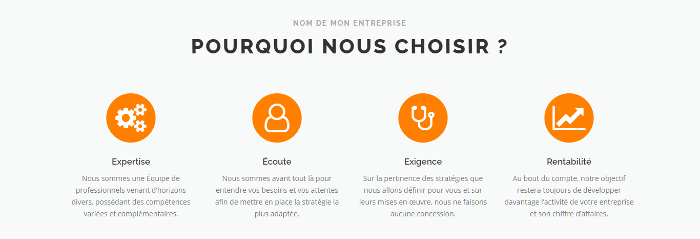 NOM DE MON ENTREPRISE
POURQUOI NOUS CHOISIR ?
Expertise
Nous sommes une Equipe de
professionnels venant d'horizons
divers, possédant des compétences
variées et complémentaires.
Écoute
Nous sommes avant tout là pour
entendre vos besoins et vos attentes
afin de mettre en place la stratégie la
plus adaptée.
Exigence
Sur la pertinence des stratégies que
nous allons définir pour vous et sur
leurs mises en œuvre, nous ne faisons
aucune concession.
Rentabilité
Au bout du compte, notre objectif
restera toujours de développer
davantage l'activité de votre entreprise
et son chiffre d'affaires.